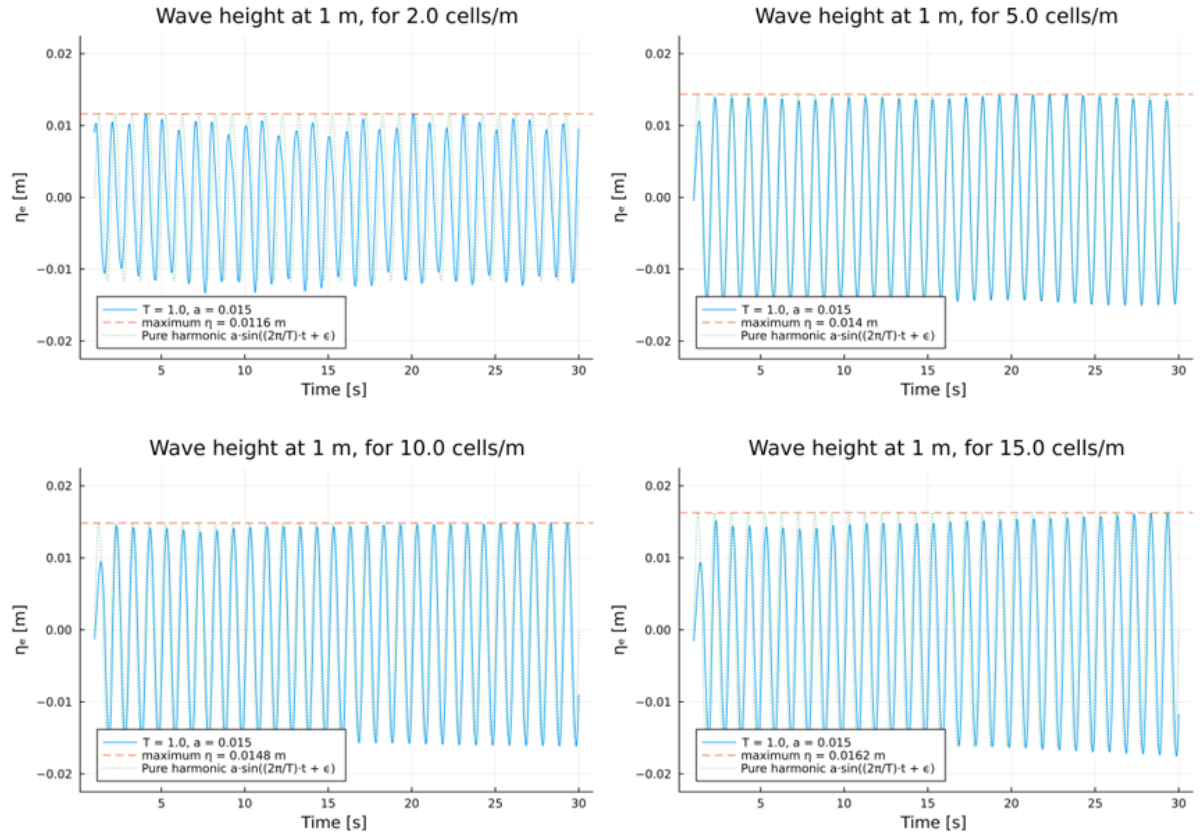 Wave height at 1 m, for 2.0 cells/m
0.02
0.01
0.00
−0.01
−0.02
ηₑ [m]
T = 1.0, a = 0.015
maximum η = 0.0116 m
Pure harmonic a·sin((2π/T)·t + ϵ)
5 10 15 20 25 30
Time [s]
Wave height at 1 m, for 5.0 cells/m
0.02
0.01
0.00
−0.01
−0.02
ηₑ [m]
T = 1.0, a = 0.015
maximum η = 0.014 m
Pure harmonic a·sin((2π/T)·t + ϵ)
5 10 15 20 25 30
Time [s]
Wave height at 1 m, for 10.0 cells/m
0.02
0.01
0.00
−0.01
−0.02
ηₑ [m]
T = 1.0, a = 0.015
maximum η = 0.0148 m
Pure harmonic a·sin((2π/T)·t + ϵ)
5 10 15 20 25 30
Time [s]
Wave height at 1 m, for 15.0 cells/m
0.02
0.01
0.00
−0.01
−0.02
ηₑ [m]
T = 1.0, a = 0.015
maximum η = 0.0162 m
Pure harmonic a·sin((2π/T)·t + ϵ)
5 10 15 20 25 30
Time [s]